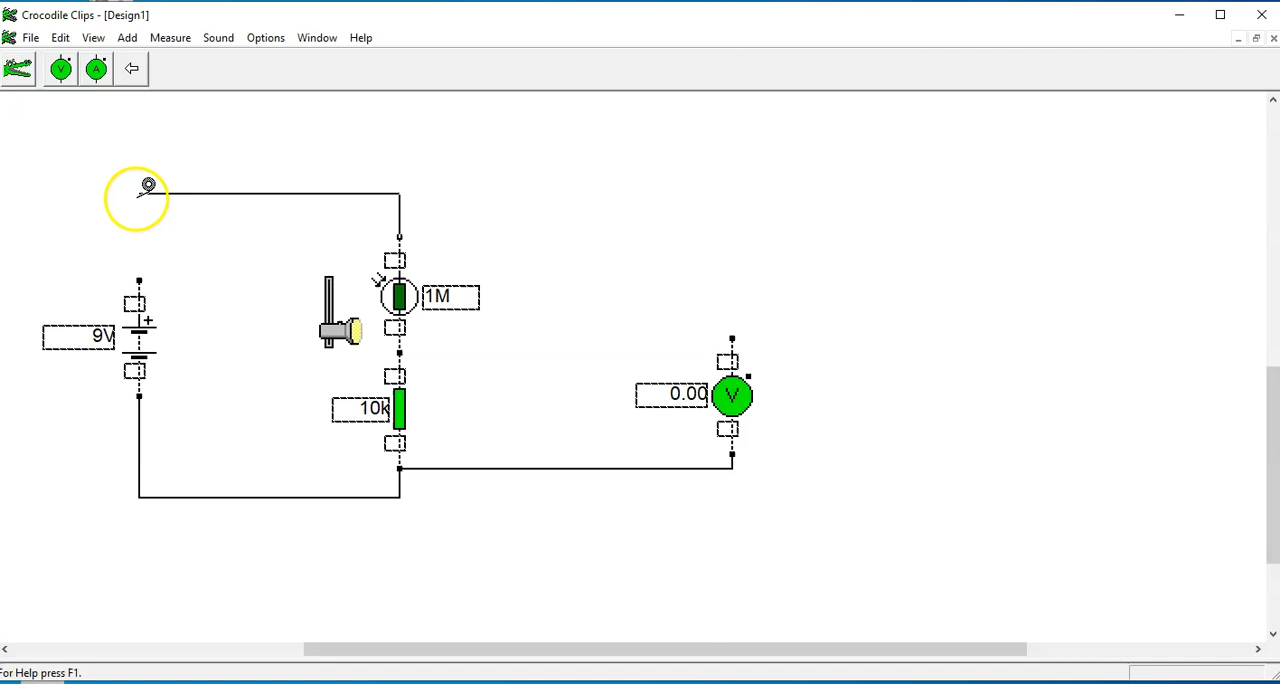 Crocodile Clips - [Design1]
File Edit View Add Measure Sound Options Window Help
V A
1M
9V
10k
0.00 V
For Help press F1.